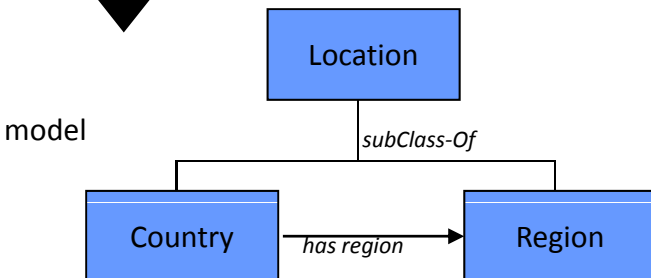 Location
model
subClass-Of
Country
has region
Region